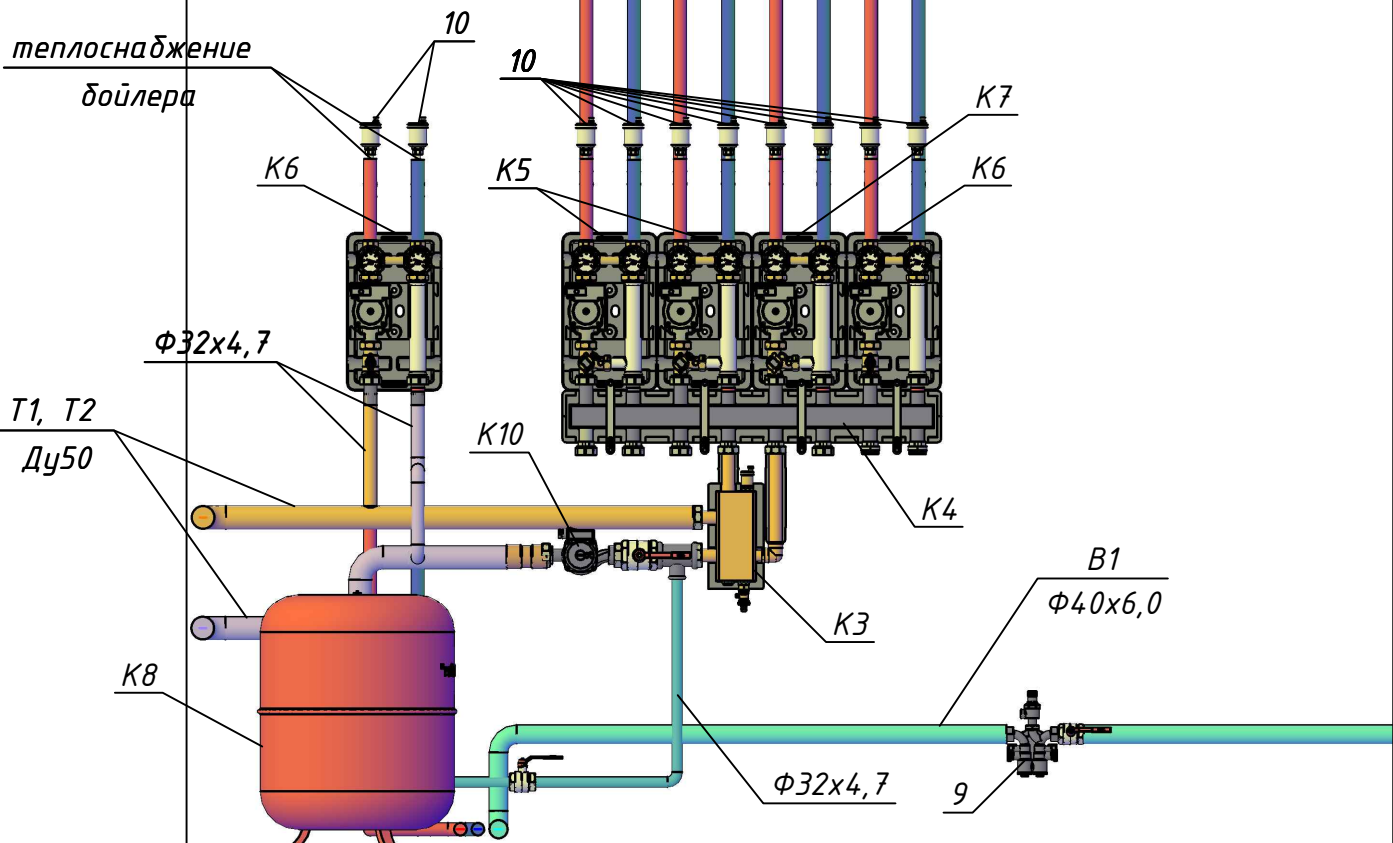 10
теплоснабжение
бойлера
10
К7
К6
К5
К6
Ф32х4,7
Т1, Т2
Ду50
К10
К4
В1
Ф40х6,0
К3
К8
Ф32х4,7
9